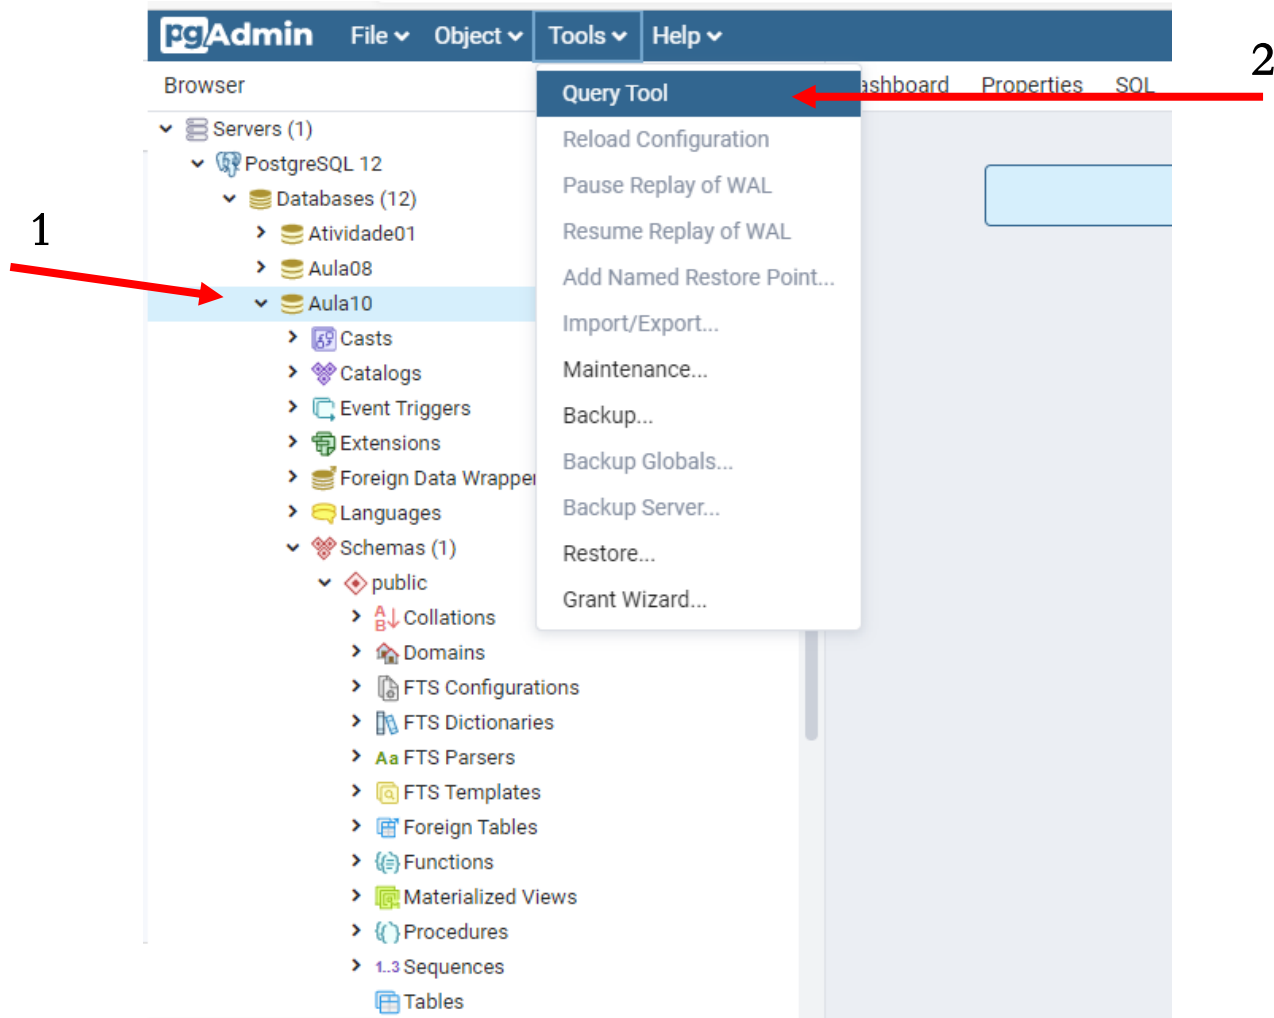 pgAdmin File Object Tools Help
2
Browser
ashboard Properties SQL
Query Tool
Reload Configuration
Pause Replay of WAL
Resume Replay of WAL
Add Named Restore Point...
Import/Export...
Maintenance...
Backup...
Backup Globals...
Backup Server...
Restore...
Grant Wizard...
1
Servers (1)
PostgreSQL 12
Databases (12)
Atividade01
Aula08
Aula10
Casts
Catalogs
Event Triggers
Extensions
Foreign Data Wrapper
Languages
Schemas (1)
public
Collations
Domains
FTS Configurations
FTS Dictionaries
Aa FTS Parsers
FTS Templates
Foreign Tables
Functions
Materialized Views
Procedures
1..3 Sequences
Tables